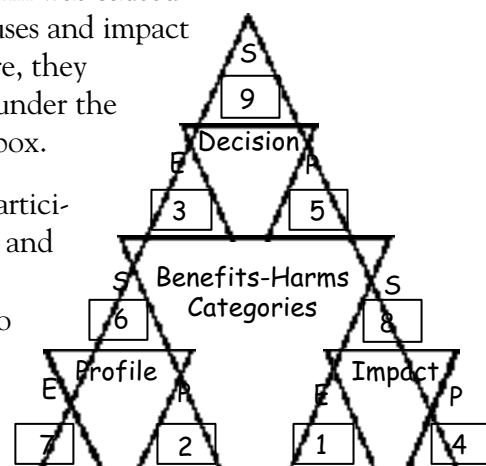 uses and impact
re, they
under the
box.
artici-
and
S
9
Decision
E
P
3
5
Benefits-Harms
Categories
S
S
6
8
Profile
Impact
E
P
E
P
7
2
1
4